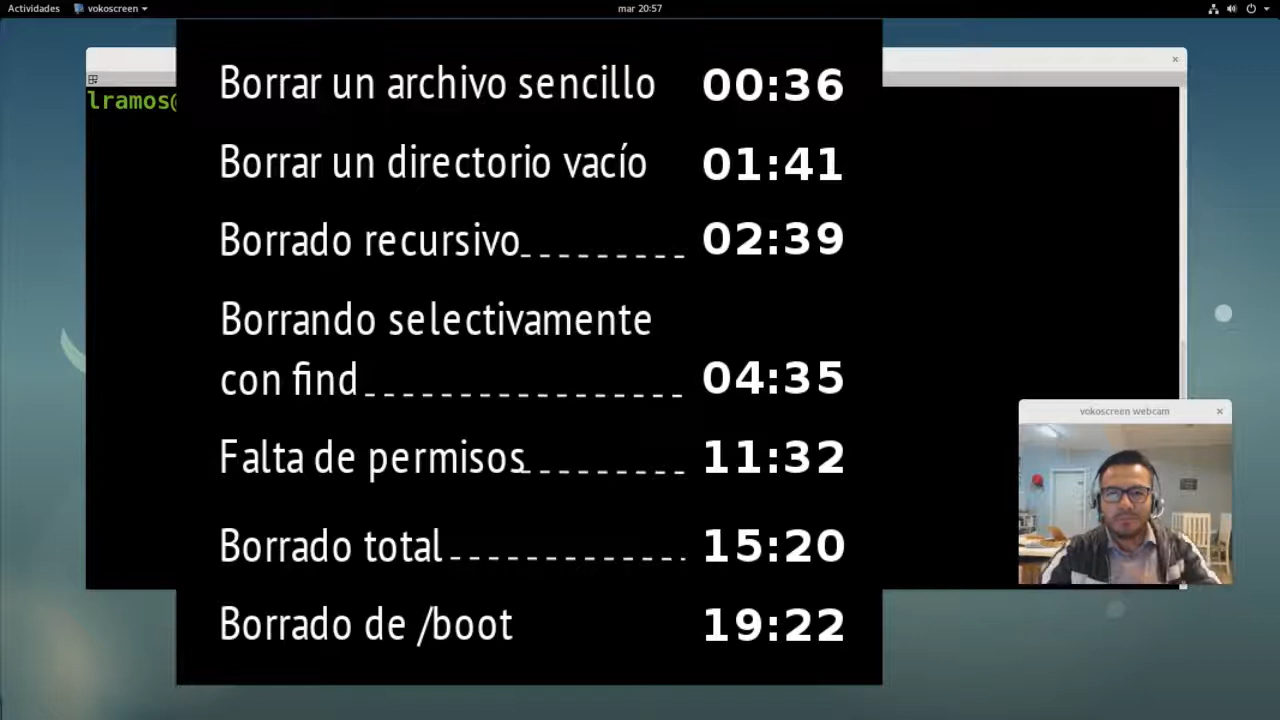 Actividades vokoscreen mar 20:57
Borrar un archivo sencillo 00:36
lramos@
Borrar un directorio vacío 01:41
Borrado recursivo 02:39
Borrando selectivamente
con find 04:35
vokoscreen webcam
Falta de permisos 11:32
Borrado total 15:20
Borrado de /boot 19:22